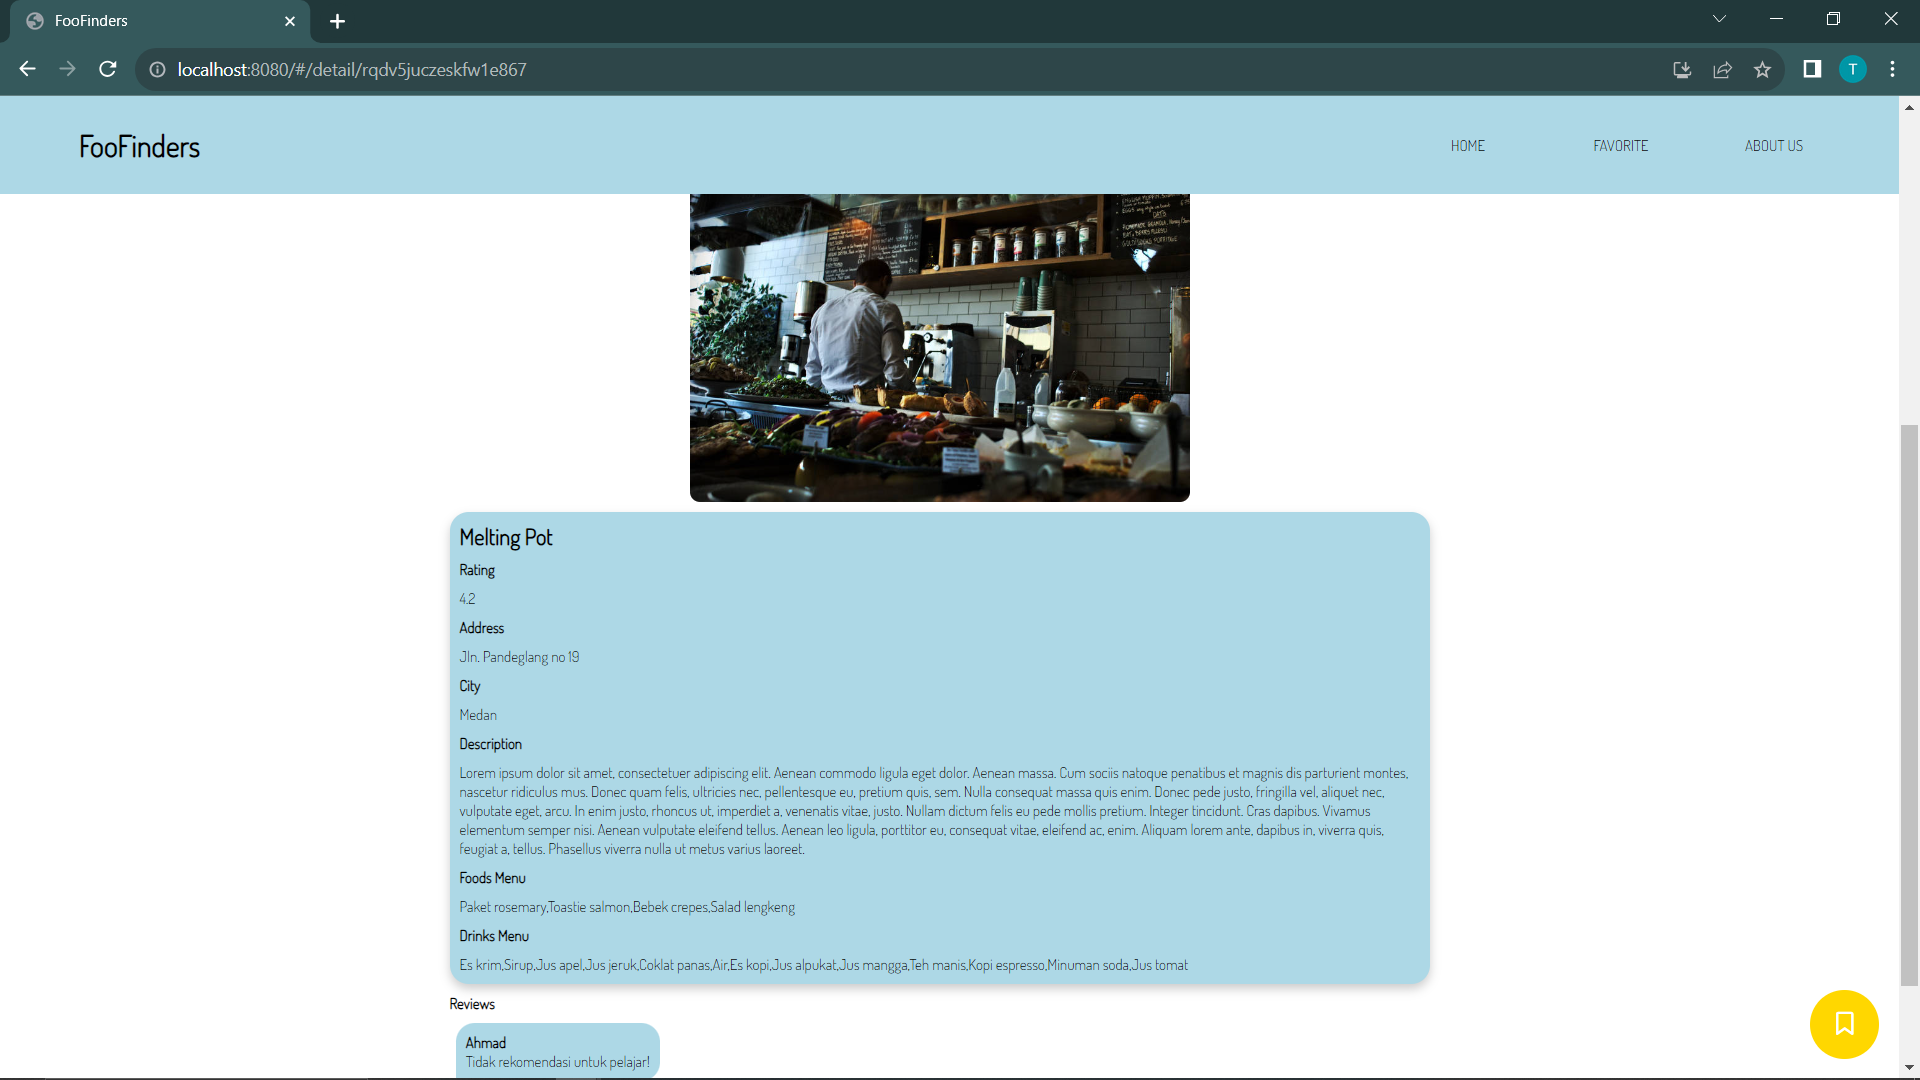 FooFinders
localhost:8080/#/detail/rqdv5juczeskfw1e867
T
FooFinders
HOME
FAVORITE
ABOUT US
Melting Pot
Rating
4.2
Address
Jln. Pandeglang no 19
City
Medan
Description
Lorem ipsum dolor sit amet, consectetuer adipiscing elit. Aenean commodo ligula eget dolor. Aenean massa. Cum sociis natoque penatibus et magnis dis parturient montes,
nascetur ridiculus mus. Donec quam felis, ultricies nec, pellentesque eu, pretium quis, sem. Nulla consequat massa quis enim. Donec pede justo, fringilla vel, aliquet nec,
vulputate eget, arcu. In enim justo, rhoncus ut, imperdiet a, venenatis vitae, justo. Nullam dictum felis eu pede mollis pretium. Integer tincidunt. Cras dapibus. Vivamus
elementum semper nisi. Aenean vulputate eleifend tellus. Aenean leo ligula, porttitor eu, consequat vitae, eleifend ac, enim. Aliquam lorem ante, dapibus in, viverra quis,
feugiat a, tellus. Phasellus viverra nulla ut metus varius laoreet.
Foods Menu
Paket rosemary,Toastie salmon,Bebek crepes,Salad lengkeng
Drinks Menu
Es krim,Sirup,Jus apel,Jus jeruk,Coklat panas,Air,Es kopi,Jus alpukat,Jus mangga,Teh manis,Kopi espresso,Minuman soda,Jus tomat
Reviews
Ahmad
Tidak rekomendasi untuk pelajar!